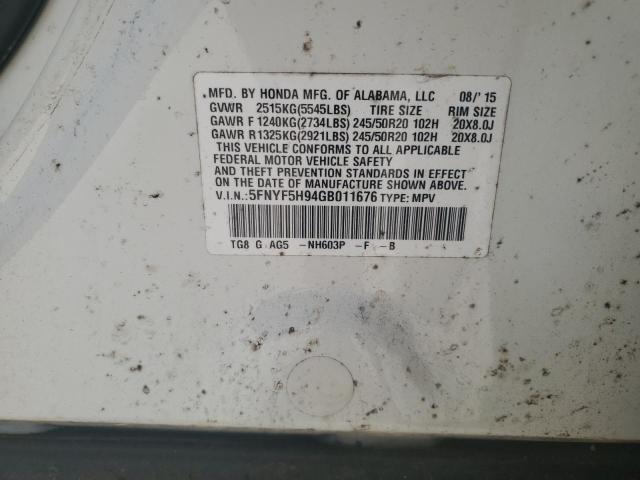 MFD. BY HONDA MFG. OF ALABAMA, LLC 08/'15
GVWR 2515KG(5545LBS) TIRE SIZE RIM SIZE
GAWR F 1240KG(2734LBS) 245/50R20 102H 20X8.0J
GAWR R 1325KG(2921LBS) 245/50R20 102H 20X8.0J
THIS VEHICLE CONFORMS TO ALL APPLICABLE
FEDERAL MOTOR VEHICLE SAFETY
AND THEFT PREVENTION STANDARDS IN EFFECT
ON THE DATE OF MANUFACTURE SHOWN ABOVE.
V.I.N.: 5FNYF5H94GB011676 TYPE: MPV
TG8 G AG5 -NH603P -F -B